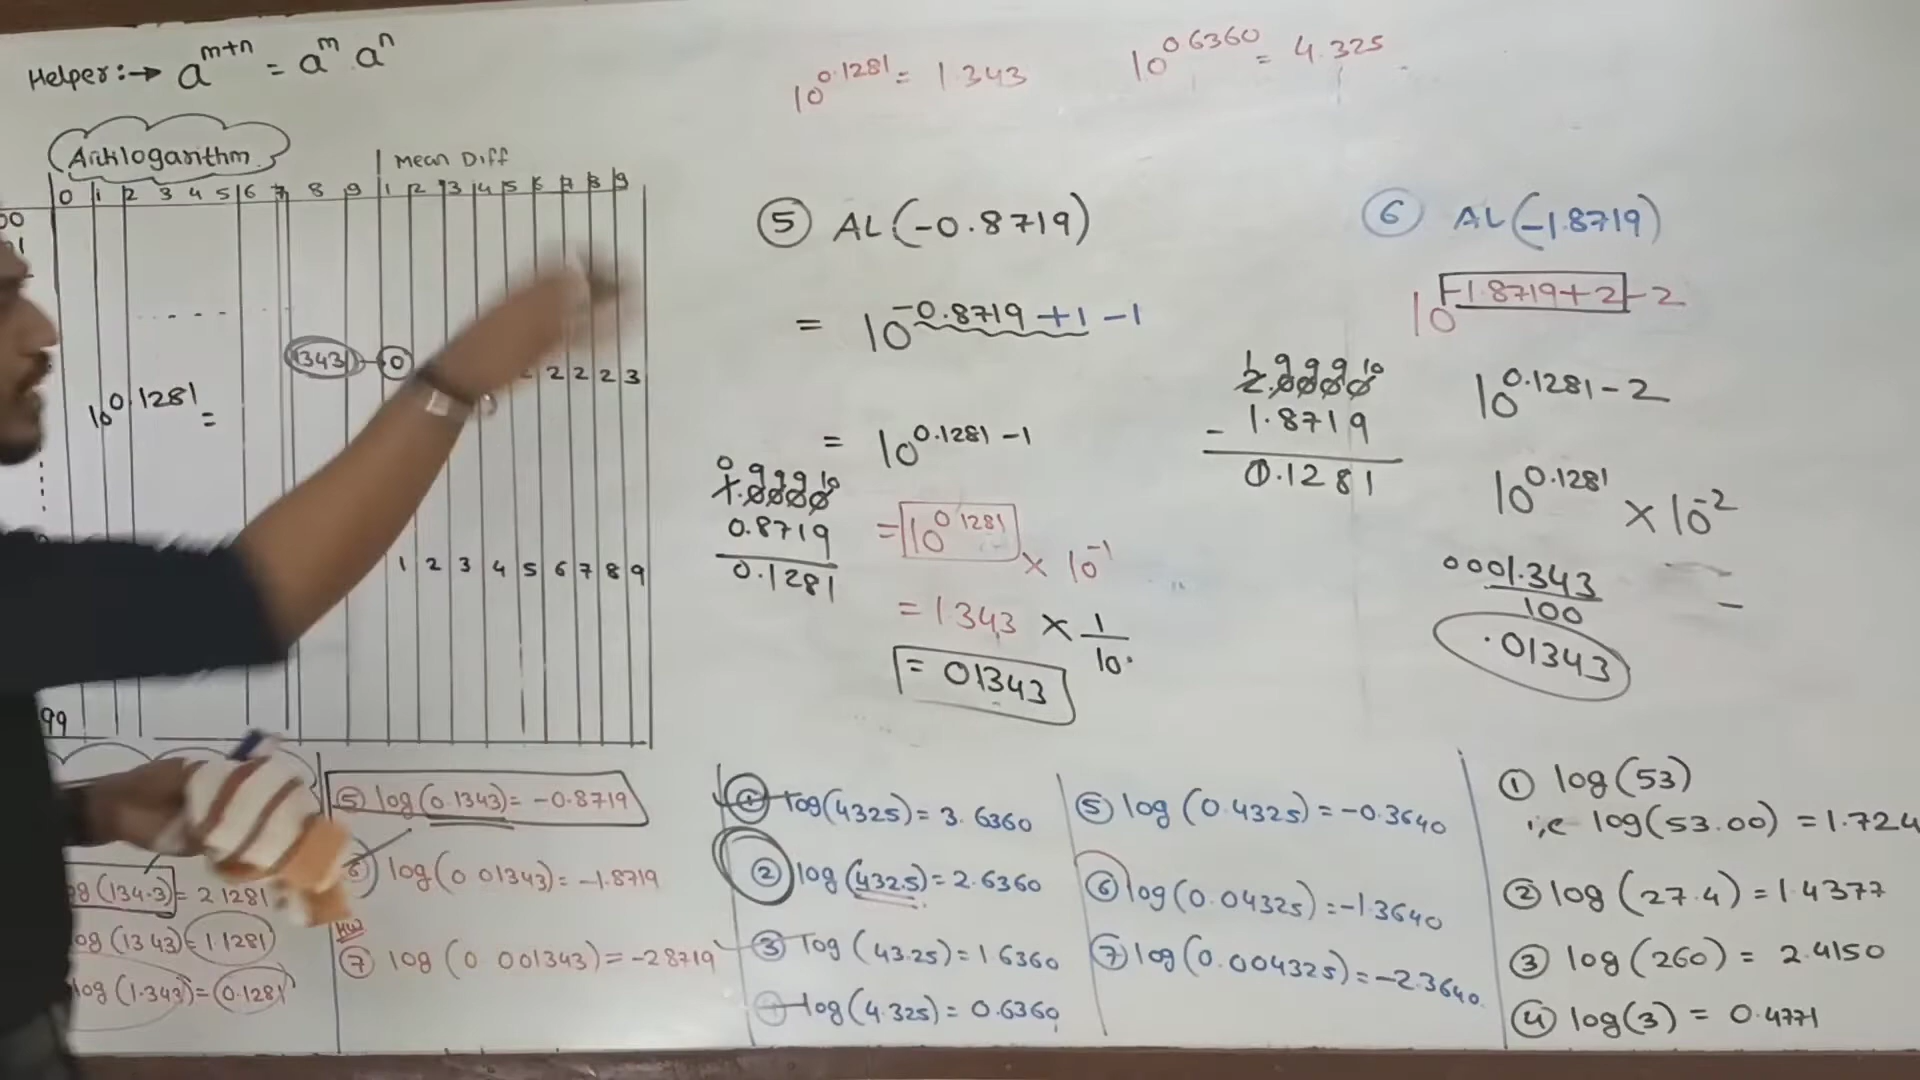 Helper:→ a^{m+n} = a^m . a^n
10^{0.1281} = 1.343
10^{0.6360} = 4.325
Antilogarithm
Mean Diff
0 1 2 3 4 5 6 7 8 9 1 2 3 4 5 6 7 8 9
00
1343 0 2 2 2 2 3
10^{0.1281} =
1 2 3 4 5 6 7 8 9
99
⑤ AL(-0.8719)
= 10^{-0.8719+1-1}
= 10^{0.1281-1}
0 9 9 9 10
1.0000
0.8719
0.1281
= 10^{0.1281} × 10^{-1}
= 1.343 × 1/10.
= 0.1343
⑥ AL(-1.8719)
10^{-1.8719+2-2}
1 9 9 9 10
2.0000
- 1.8719
0.1281
10^{0.1281-2}
10^{0.1281} × 10^{-2}
0001.343
100
=
.01343
⑤ log(0.1343) = -0.8719
⑥ log(0.01343) = -1.8719
HW
⑦ log(0.001343) = -2.8719
og(134.3) = 2.1281
og(13.43) = 1.1281
log(1.343) = 0.1281
① log(4325) = 3.6360
② log(432.5) = 2.6360
③ log(43.25) = 1.6360
④ log(4.325) = 0.6360
⑤ log(0.4325) = -0.3640
⑥ log(0.04325) = -1.3640
⑦ log(0.004325) = -2.3640
① log(53)
i,e log(53.00) = 1.724
② log(27.4) = 1.4377
③ log(260) = 2.4150
④ log(3) = 0.4771